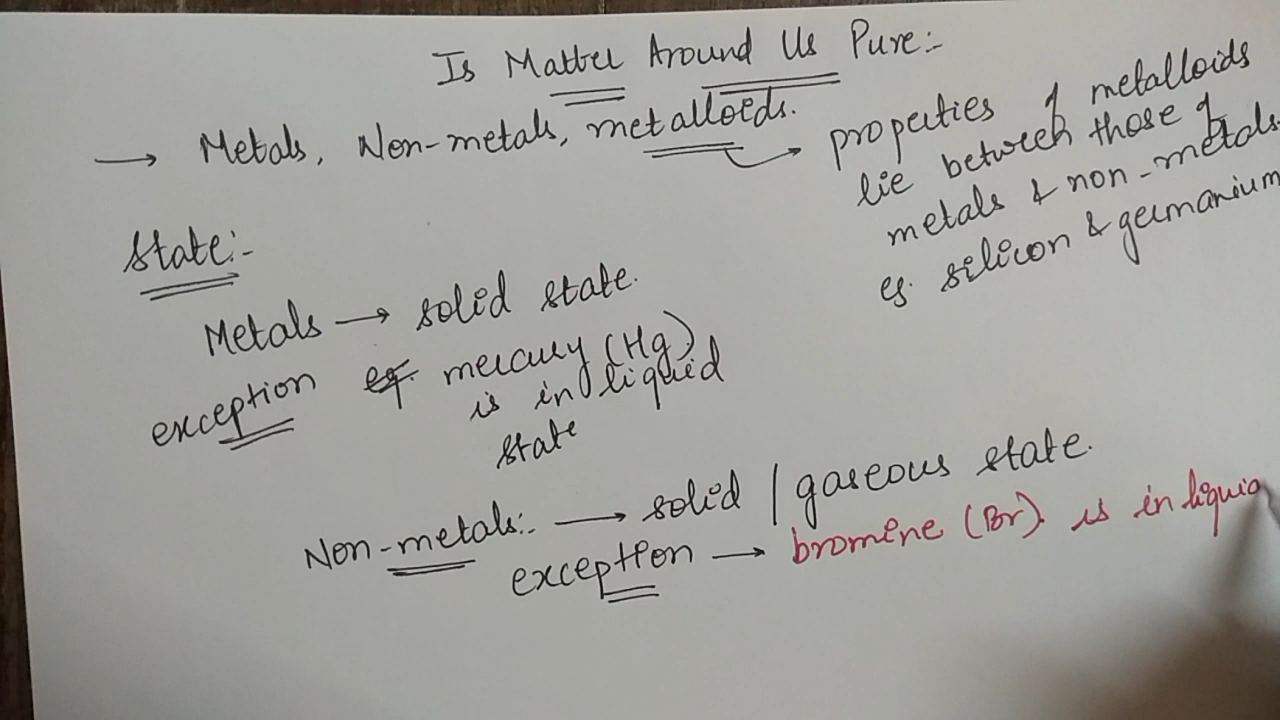 Is Matter Around Us Pure:-
→ Metals, Non-metals, metalloids.
→ properties of metalloids
lie between those of
metals & non-metals
eg. silicon & germanium
State:-
Metals → solid state.
exception eg. mercury (Hg)
is in liquid
state
Non-metals:- → solid / gaseous state.
exception → bromine (Br). is in liquid